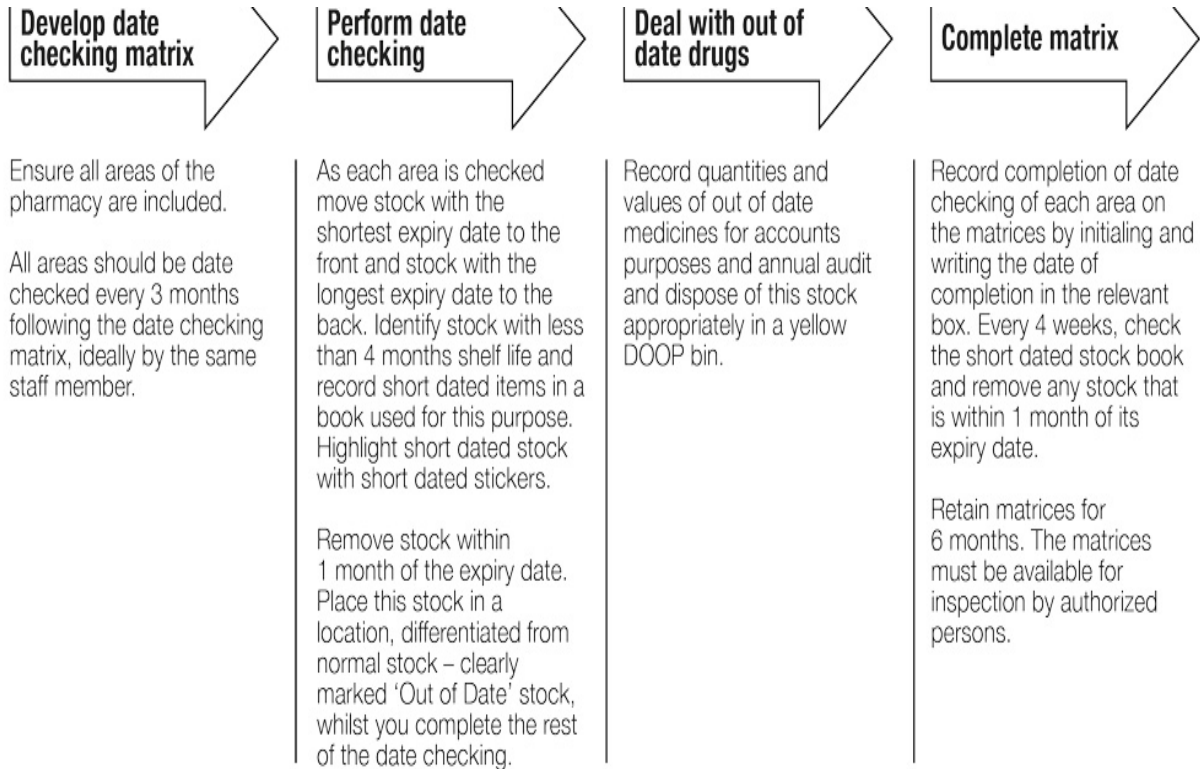 Develop date
checking matrix
Ensure all areas of the
pharmacy are included.
All areas should be date
checked every 3 months
following the date checking
matrix, ideally by the same
staff member.
Perform date
checking
As each area is checked
move stock with the
shortest expiry date to the
front and stock with the
longest expiry date to the
back. Identify stock with less
than 4 months shelf life and
record short dated items in a
book used for this purpose.
Highlight short dated stock
with short dated stickers.
Remove stock within
1 month of the expiry date.
Place this stock in a
location, differentiated from
normal stock – clearly
marked ‘Out of Date’ stock,
whilst you complete the rest
of the date checking.
Deal with out of
date drugs
Record quantities and
values of out of date
medicines for accounts
purposes and annual audit
and dispose of this stock
appropriately in a yellow
DOOP bin.
Complete matrix
Record completion of date
checking of each area on
the matrices by initialing and
writing the date of
completion in the relevant
box. Every 4 weeks, check
the short dated stock book
and remove any stock that
is within 1 month of its
expiry date.
Retain matrices for
6 months. The matrices
must be available for
inspection by authorized
persons.